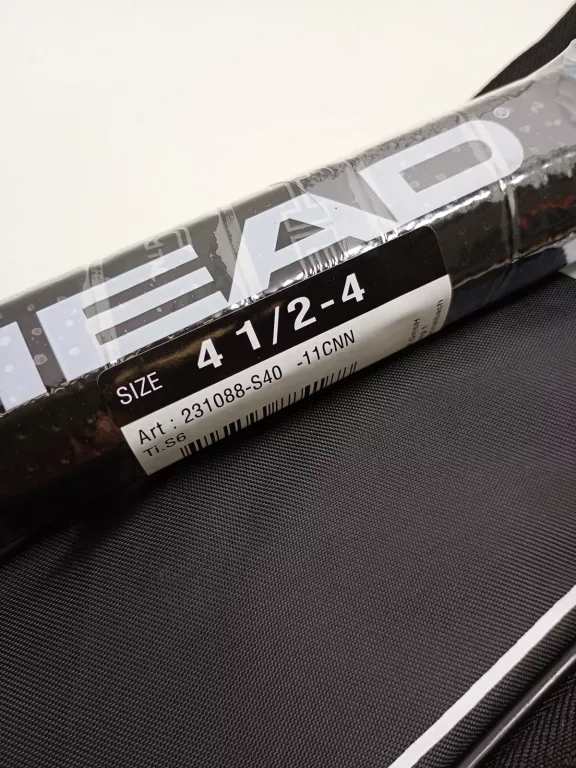 HEAD®
SIZE 4 1/2-4
Art : 231088-S40 -11CNN
Ti.S6